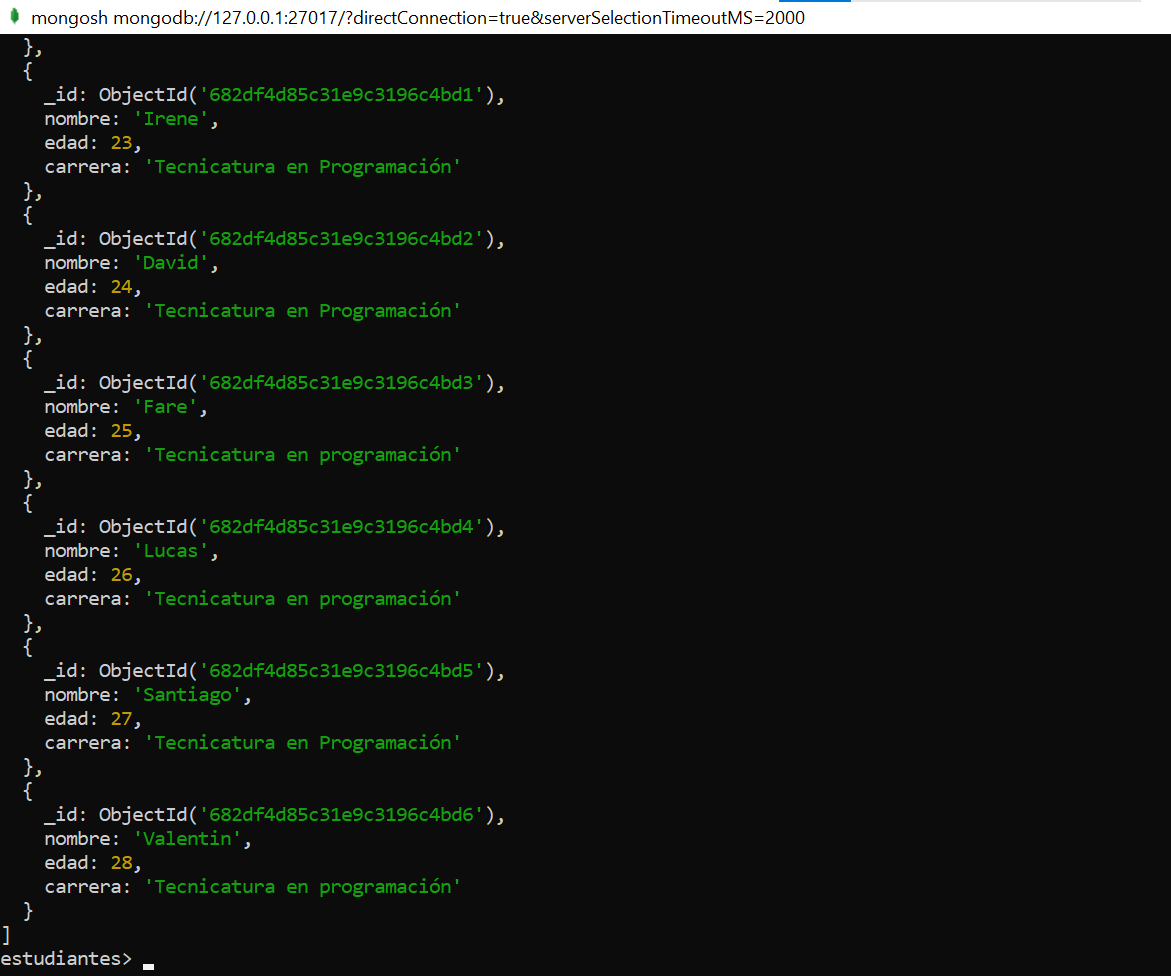 mongosh mongodb://127.0.0.1:27017/?directConnection=true&serverSelectionTimeoutMS=2000
},
{
_id: ObjectId('682df4d85c31e9c3196c4bd1'),
nombre: 'Irene',
edad: 23,
carrera: 'Tecnicatura en Programación'
},
{
_id: ObjectId('682df4d85c31e9c3196c4bd2'),
nombre: 'David',
edad: 24,
carrera: 'Tecnicatura en Programación'
},
{
_id: ObjectId('682df4d85c31e9c3196c4bd3'),
nombre: 'Fare',
edad: 25,
carrera: 'Tecnicatura en programación'
},
{
_id: ObjectId('682df4d85c31e9c3196c4bd4'),
nombre: 'Lucas',
edad: 26,
carrera: 'Tecnicatura en programación'
},
{
_id: ObjectId('682df4d85c31e9c3196c4bd5'),
nombre: 'Santiago',
edad: 27,
carrera: 'Tecnicatura en Programación'
},
{
_id: ObjectId('682df4d85c31e9c3196c4bd6'),
nombre: 'Valentin',
edad: 28,
carrera: 'Tecnicatura en programación'
}
]
estudiantes>